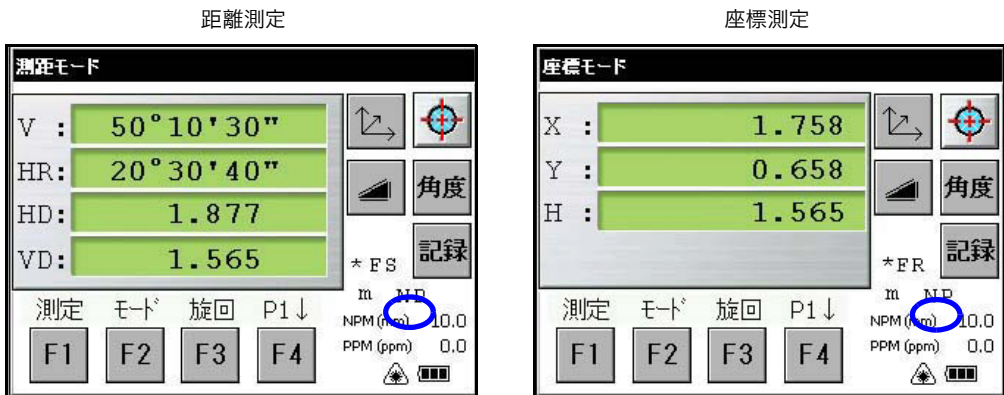 距離測定
測距モード
V : 50°10'30"
HR: 20°30'40"
HD: 1.877
VD: 1.565
角度
記録
*FS
m NP
測定 モード 旋回 P1↓
NPM (mm) 10.0
PPM (ppm) 0.0
F1 F2 F3 F4
座標測定
座標モード
X : 1.758
Y : 0.658
H : 1.565
角度
記録
*FR
m NP
測定 モード 旋回 P1↓
NPM (mm) 10.0
PPM (ppm) 0.0
F1 F2 F3 F4